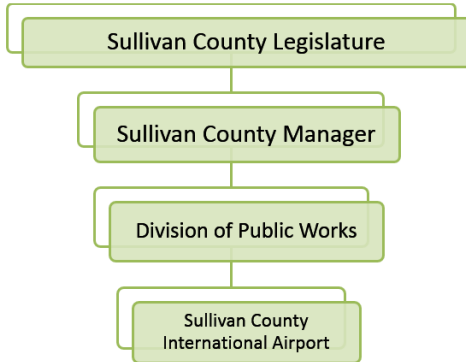 Sullivan County Legislature
Sullivan County Manager
Division of Public Works
Sullivan County
International Airport